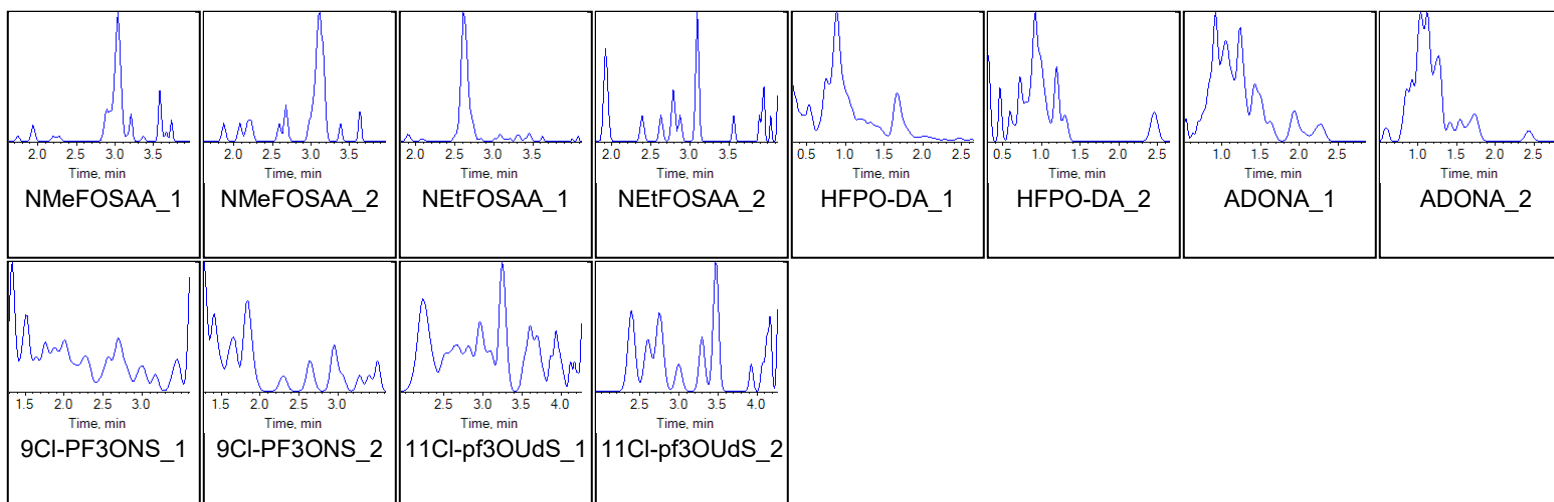 2.0 2.5 3.0 3.5 2.0 2.5 3.0 3.5 2.0 2.5 3.0 3.5 2.0 2.5 3.0 3.5 0.5 1.0 1.5 2.0 2.5 0.5 1.0 1.5 2.0 2.5 1.0 1.5 2.0 2.5 1.0 1.5 2.0 2.5
Time, min Time, min Time, min Time, min Time, min Time, min Time, min Time, min
NMeFOSAA_1 NMeFOSAA_2 NEtFOSAA_1 NEtFOSAA_2 HFPO-DA_1 HFPO-DA_2 ADONA_1 ADONA_2
1.5 2.0 2.5 3.0 1.5 2.0 2.5 3.0 2.5 3.0 3.5 4.0 2.5 3.0 3.5 4.0
Time, min Time, min Time, min Time, min
9Cl-PF3ONS_1 9Cl-PF3ONS_2 11Cl-pf3OUdS_1 11Cl-pf3OUdS_2